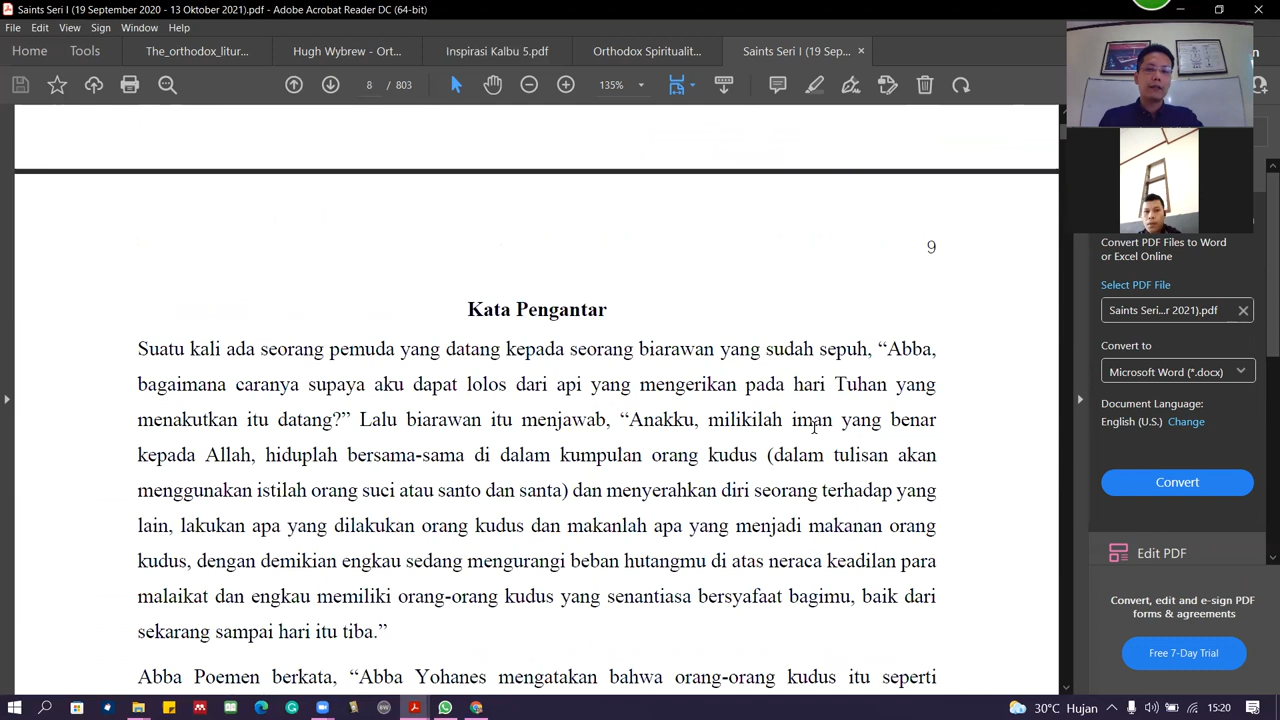 Saints Seri I (19 September 2020 - 13 Oktober 2021).pdf - Adobe Acrobat Reader DC (64-bit)
File Edit View Sign Window Help
Home Tools The_orthodox_litur... Hugh Wybrew - Ort... Inspirasi Kalbu 5.pdf Orthodox Spiritualit... Saints Seri I (19 Sep...
8 / 803 135%
9
Kata Pengantar
Suatu kali ada seorang pemuda yang datang kepada seorang biarawan yang sudah sepuh, “Abba,
bagaimana caranya supaya aku dapat lolos dari api yang mengerikan pada hari Tuhan yang
menakutkan itu datang?” Lalu biarawan itu menjawab, “Anakku, milikilah iman yang benar
kepada Allah, hiduplah bersama-sama di dalam kumpulan orang kudus (dalam tulisan akan
menggunakan istilah orang suci atau santo dan santa) dan menyerahkan diri seorang terhadap yang
lain, lakukan apa yang dilakukan orang kudus dan makanlah apa yang menjadi makanan orang
kudus, dengan demikian engkau sedang mengurangi beban hutangmu di atas neraca keadilan para
malaikat dan engkau memiliki orang-orang kudus yang senantiasa bersyafaat bagimu, baik dari
sekarang sampai hari itu tiba.”
Abba Poemen berkata, “Abba Yohanes mengatakan bahwa orang-orang kudus itu seperti
Convert PDF Files to Word
or Excel Online
Select PDF File
Saints Seri...r 2021).pdf
Convert to
Microsoft Word (*.docx)
Document Language:
English (U.S.) Change
Convert
Edit PDF
Convert, edit and e-sign PDF
forms & agreements
Free 7-Day Trial
30°C Hujan 15:20